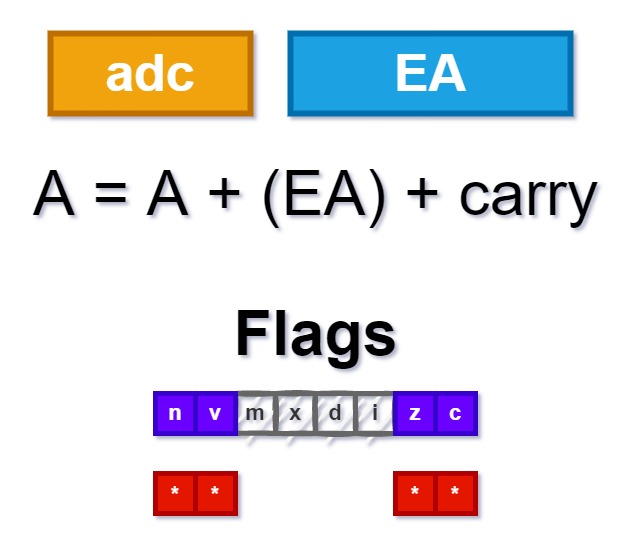 adc EA
A = A + (EA) + carry
Flags
n v m x d i z c
* * * *